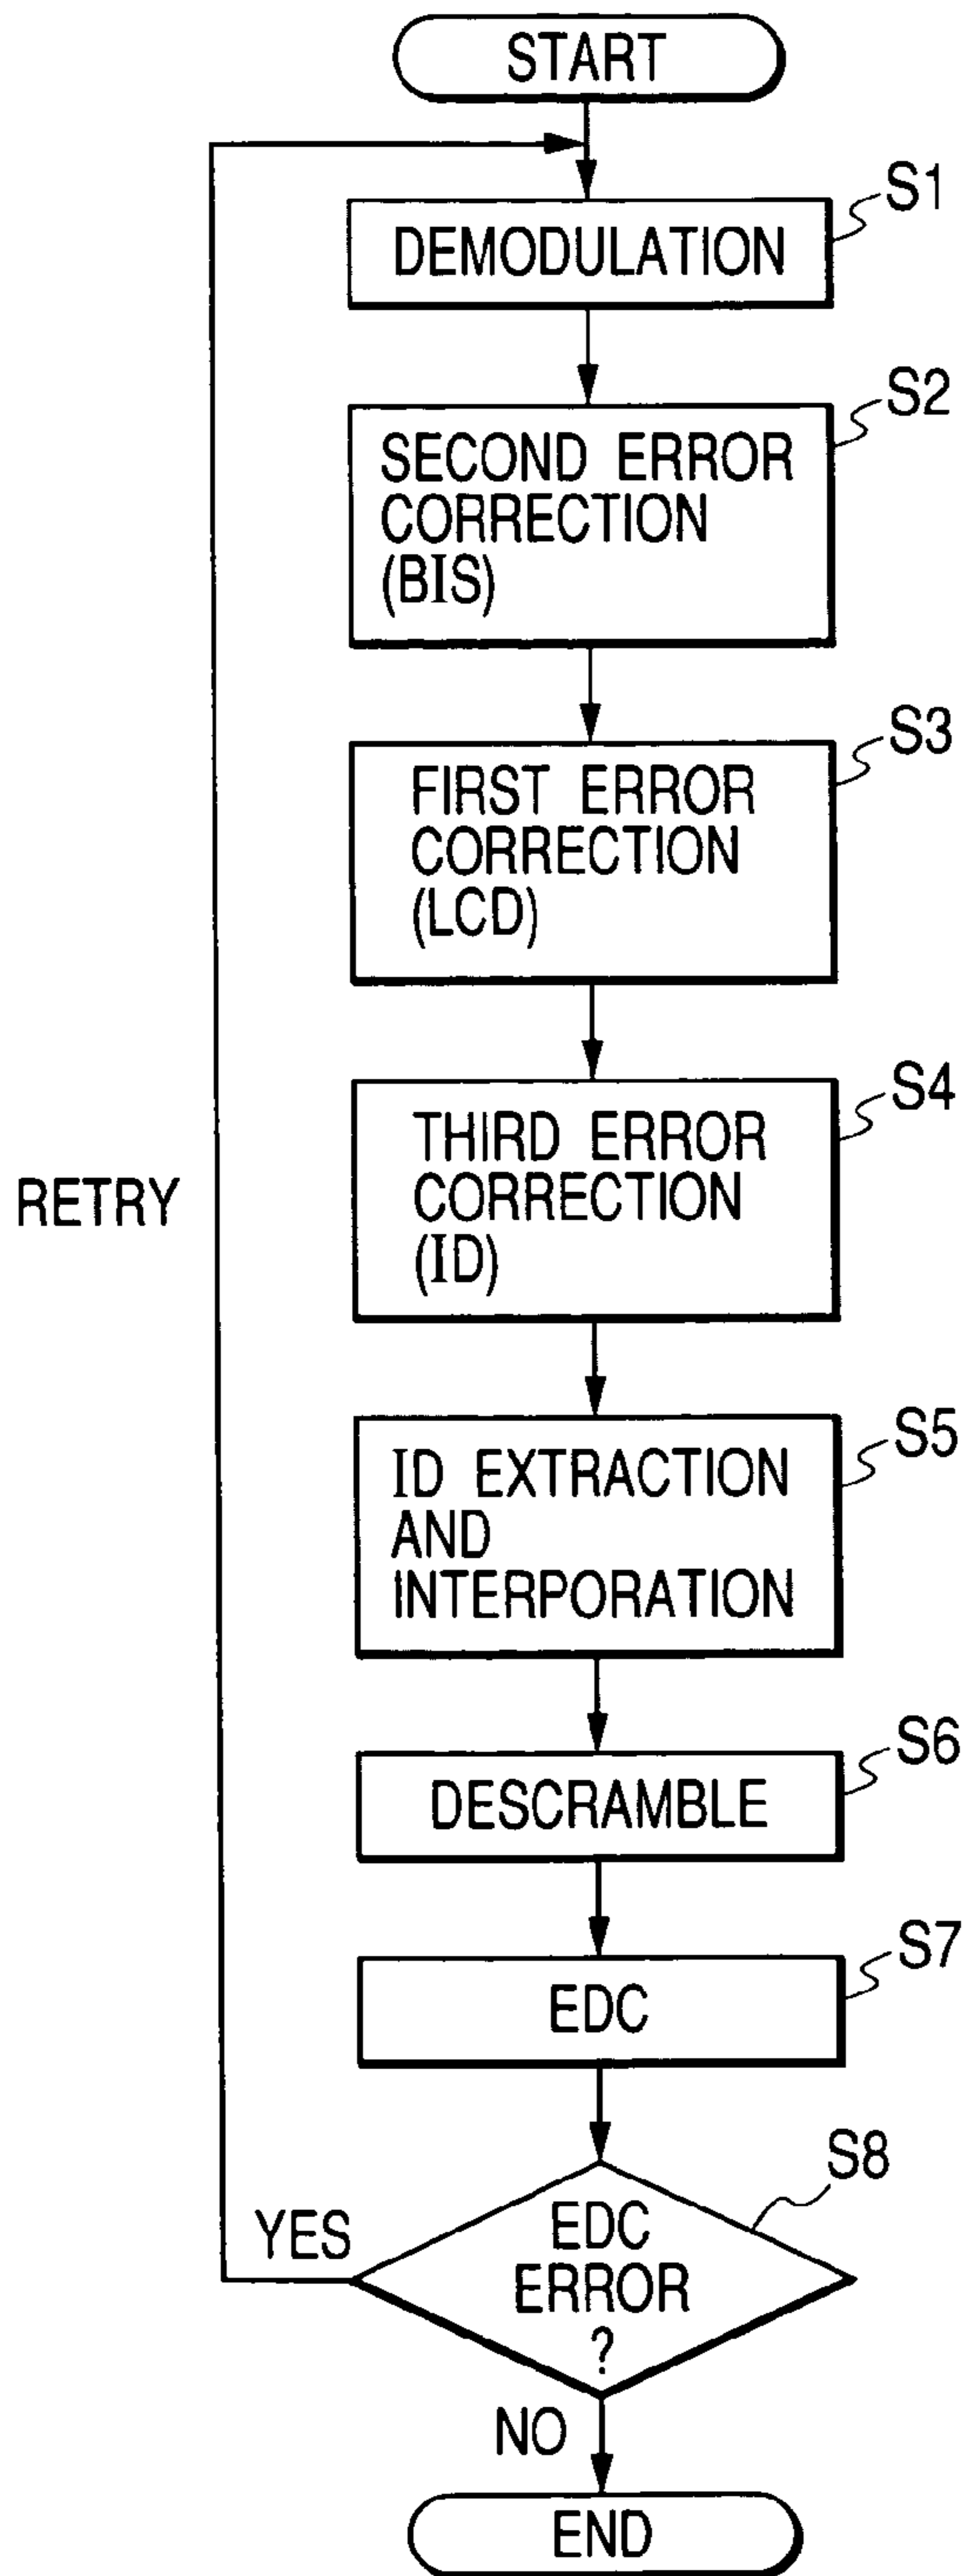 START
S1
DEMODULATION
S2
SECOND ERROR
CORRECTION
(BIS)
S3
FIRST ERROR
CORRECTION
(LCD)
S4
THIRD ERROR
CORRECTION
(ID)
RETRY
S5
ID EXTRACTION
AND
INTERPORATION
S6
DESCRAMBLE
S7
EDC
S8
YES
EDC
ERROR
?
NO
END